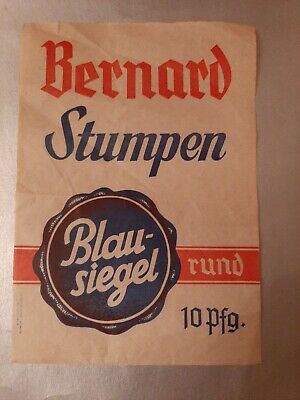 Bernard
Stumpen
Blau-
siegel
rund
10 Pfg.